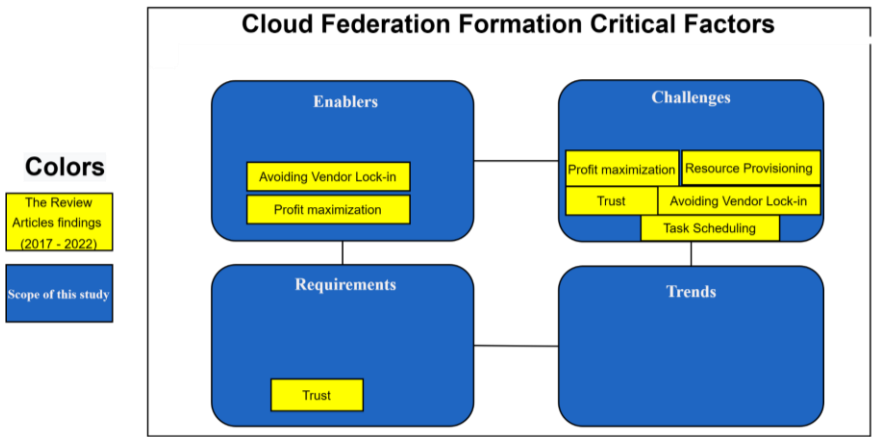 Cloud Federation Formation Critical Factors
Enablers
Avoiding Vendor Lock-in
Profit maximization
Challenges
Profit maximization
Resource Provisioning
Trust
Avoiding Vendor Lock-in
Task Scheduling
Colors
The Review
Articles findings
(2017 - 2022)
Scope of this study
Requirements
Trust
Trends